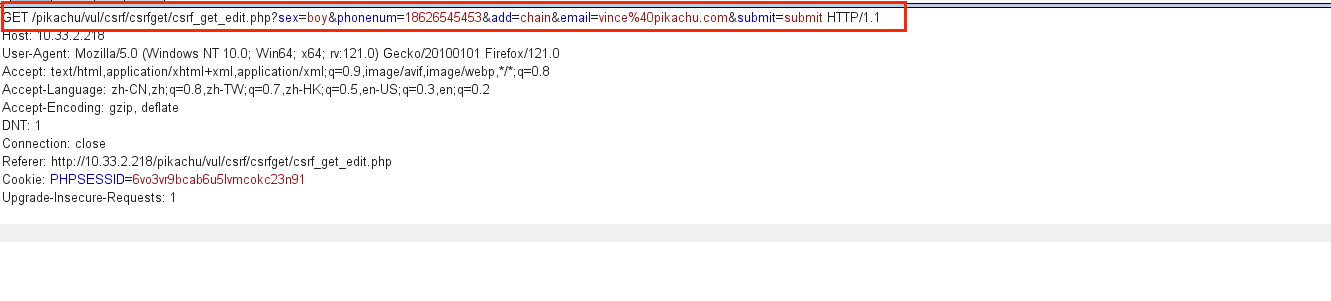 GET /pikachu/vul/csrf/csrfget/csrf_get_edit.php?sex=boy&phonenum=18626545453&add=chain&email=vince%40pikachu.com&submit=submit HTTP/1.1
Host: 10.33.2.218
User-Agent: Mozilla/5.0 (Windows NT 10.0; Win64; x64; rv:121.0) Gecko/20100101 Firefox/121.0
Accept: text/html,application/xhtml+xml,application/xml;q=0.9,image/avif,image/webp,*/*;q=0.8
Accept-Language: zh-CN,zh;q=0.8,zh-TW;q=0.7,zh-HK;q=0.5,en-US;q=0.3,en;q=0.2
Accept-Encoding: gzip, deflate
DNT: 1
Connection: close
Referer: http://10.33.2.218/pikachu/vul/csrf/csrfget/csrf_get_edit.php
Cookie: PHPSESSID=6vo3vr9bcab6u5lvmcokc23n91
Upgrade-Insecure-Requests: 1